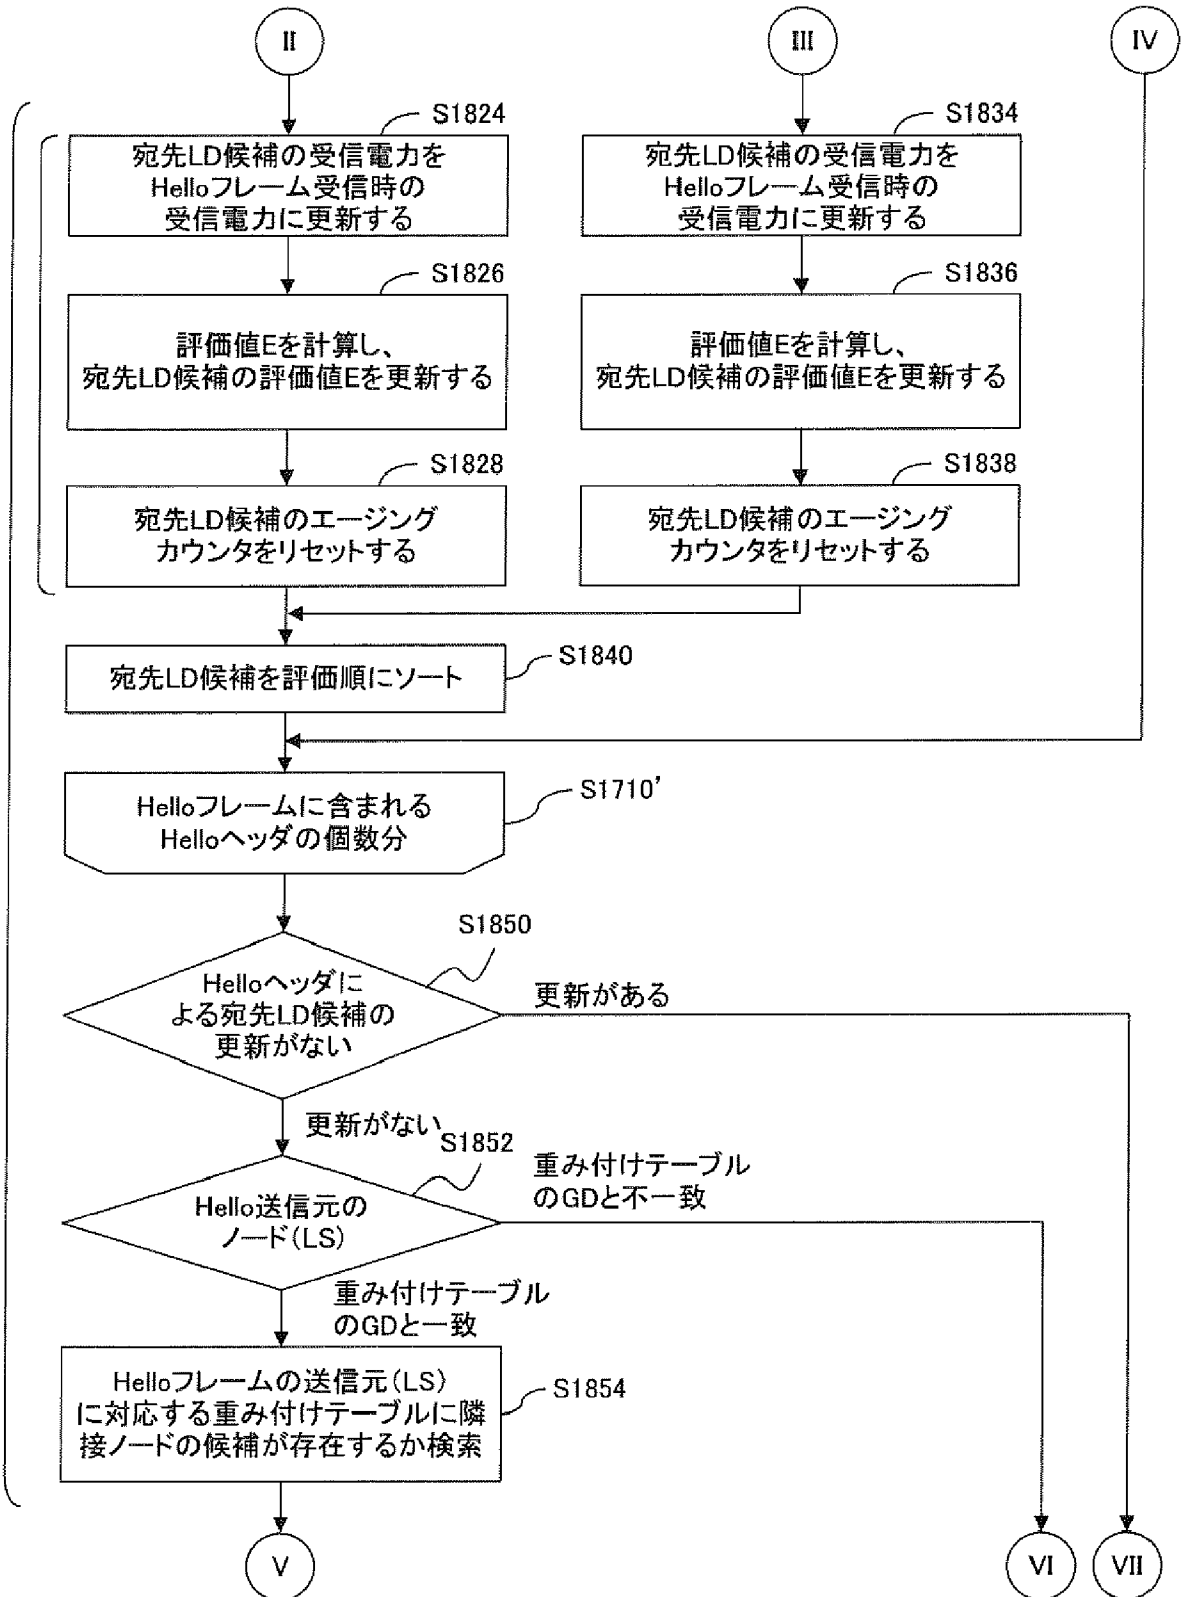 II
III
IV
S1824
宛先LD候補の受信電力を
Helloフレーム受信時の
受信電力に更新する
S1834
宛先LD候補の受信電力を
Helloフレーム受信時の
受信電力に更新する
S1826
評価値Eを計算し、
宛先LD候補の評価値Eを更新する
S1836
評価値Eを計算し、
宛先LD候補の評価値Eを更新する
S1828
宛先LD候補のエージング
カウンタをリセットする
S1838
宛先LD候補のエージング
カウンタをリセットする
S1840
宛先LD候補を評価順にソート
S1710'
Helloフレームに含まれる
Helloヘッダの個数分
S1850
Helloヘッダに
よる宛先LD候補の
更新がない
更新がある
更新がない
S1852
Hello送信元の
ノード(LS)
重み付けテーブル
のGDと不一致
重み付けテーブル
のGDと一致
Helloフレームの送信元(LS)
に対応する重み付けテーブルに隣
接ノードの候補が存在するか検索
S1854
V
VI
VII